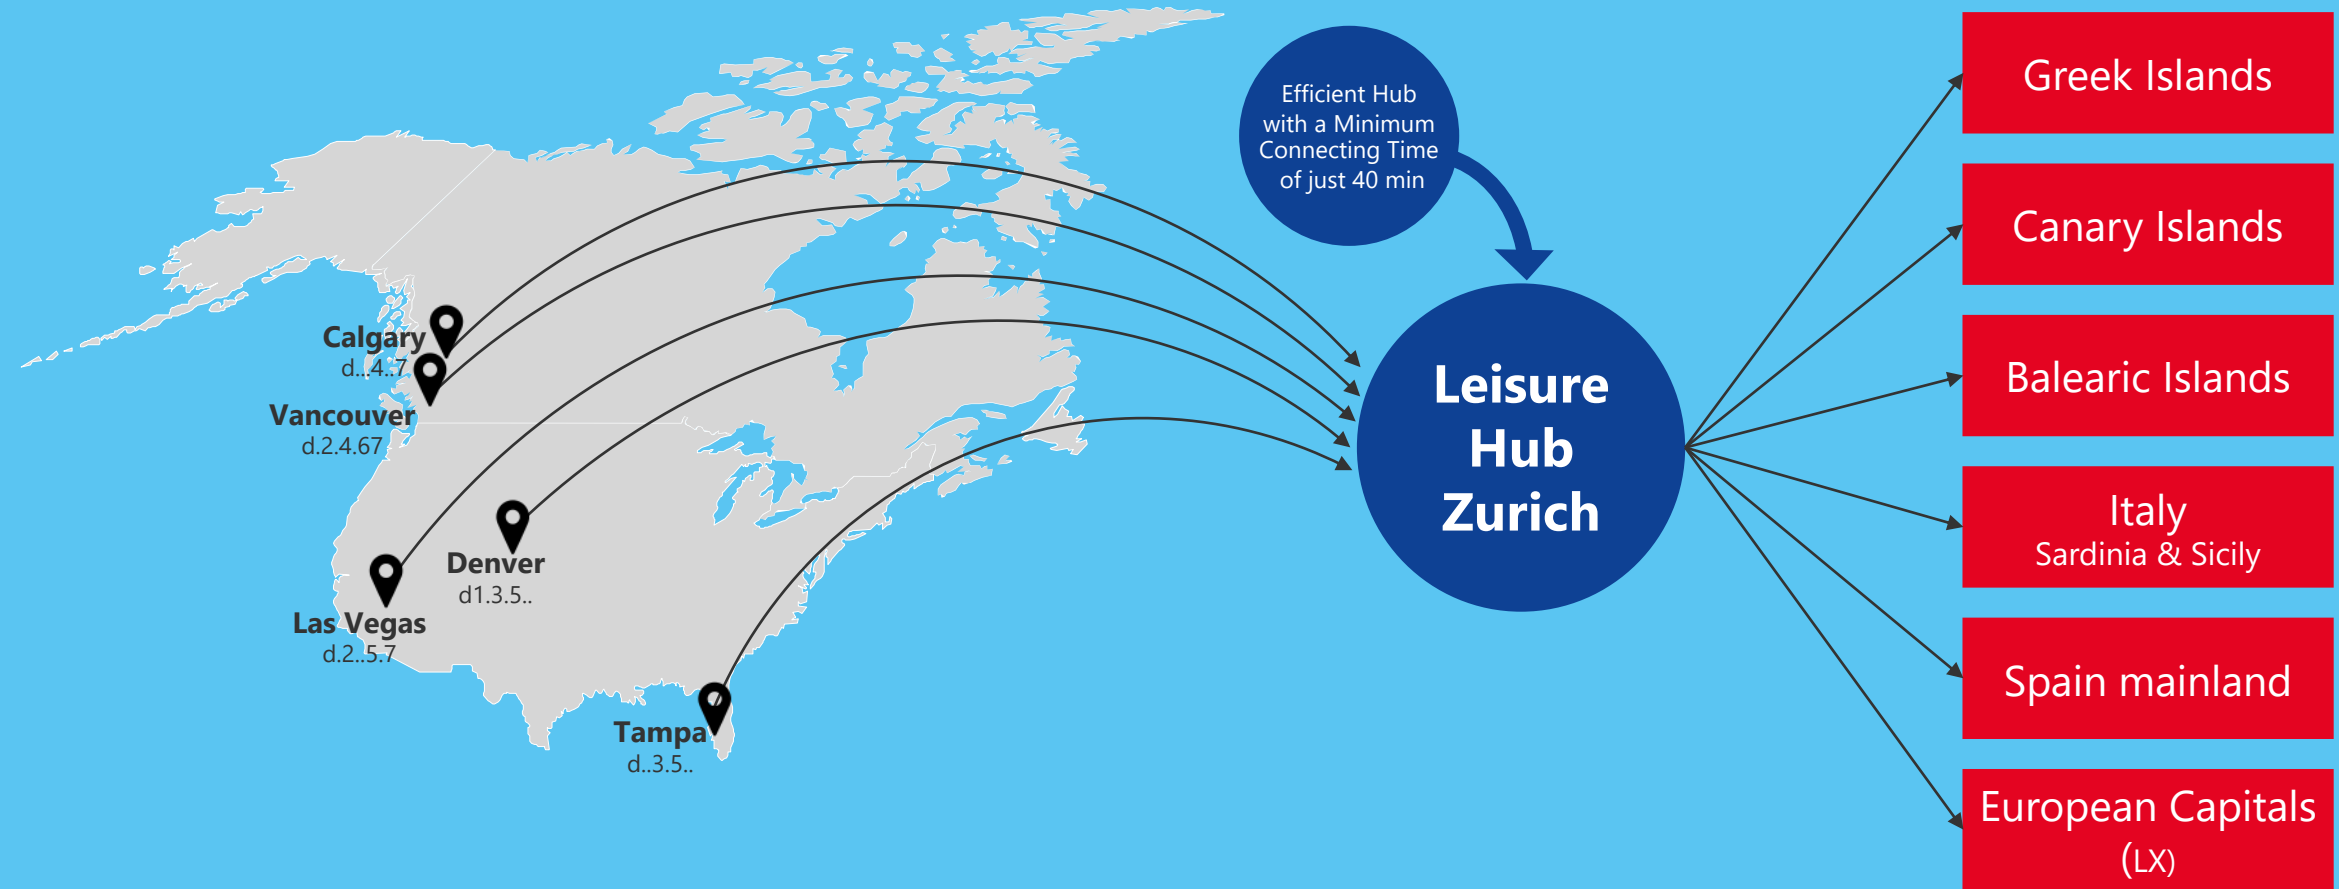 Efficient Hub
with a Minimum
Connecting Time
of just 40 min
Calgary
d...4..7
Vancouver
d.2.4.67
Denver
d1.3.5..
Las Vegas
d.2..5.7
Tampa
d..3.5..
Leisure
Hub
Zurich
Greek Islands
Canary Islands
Balearic Islands
Italy
Sardinia & Sicily
Spain mainland
European Capitals
(LX)